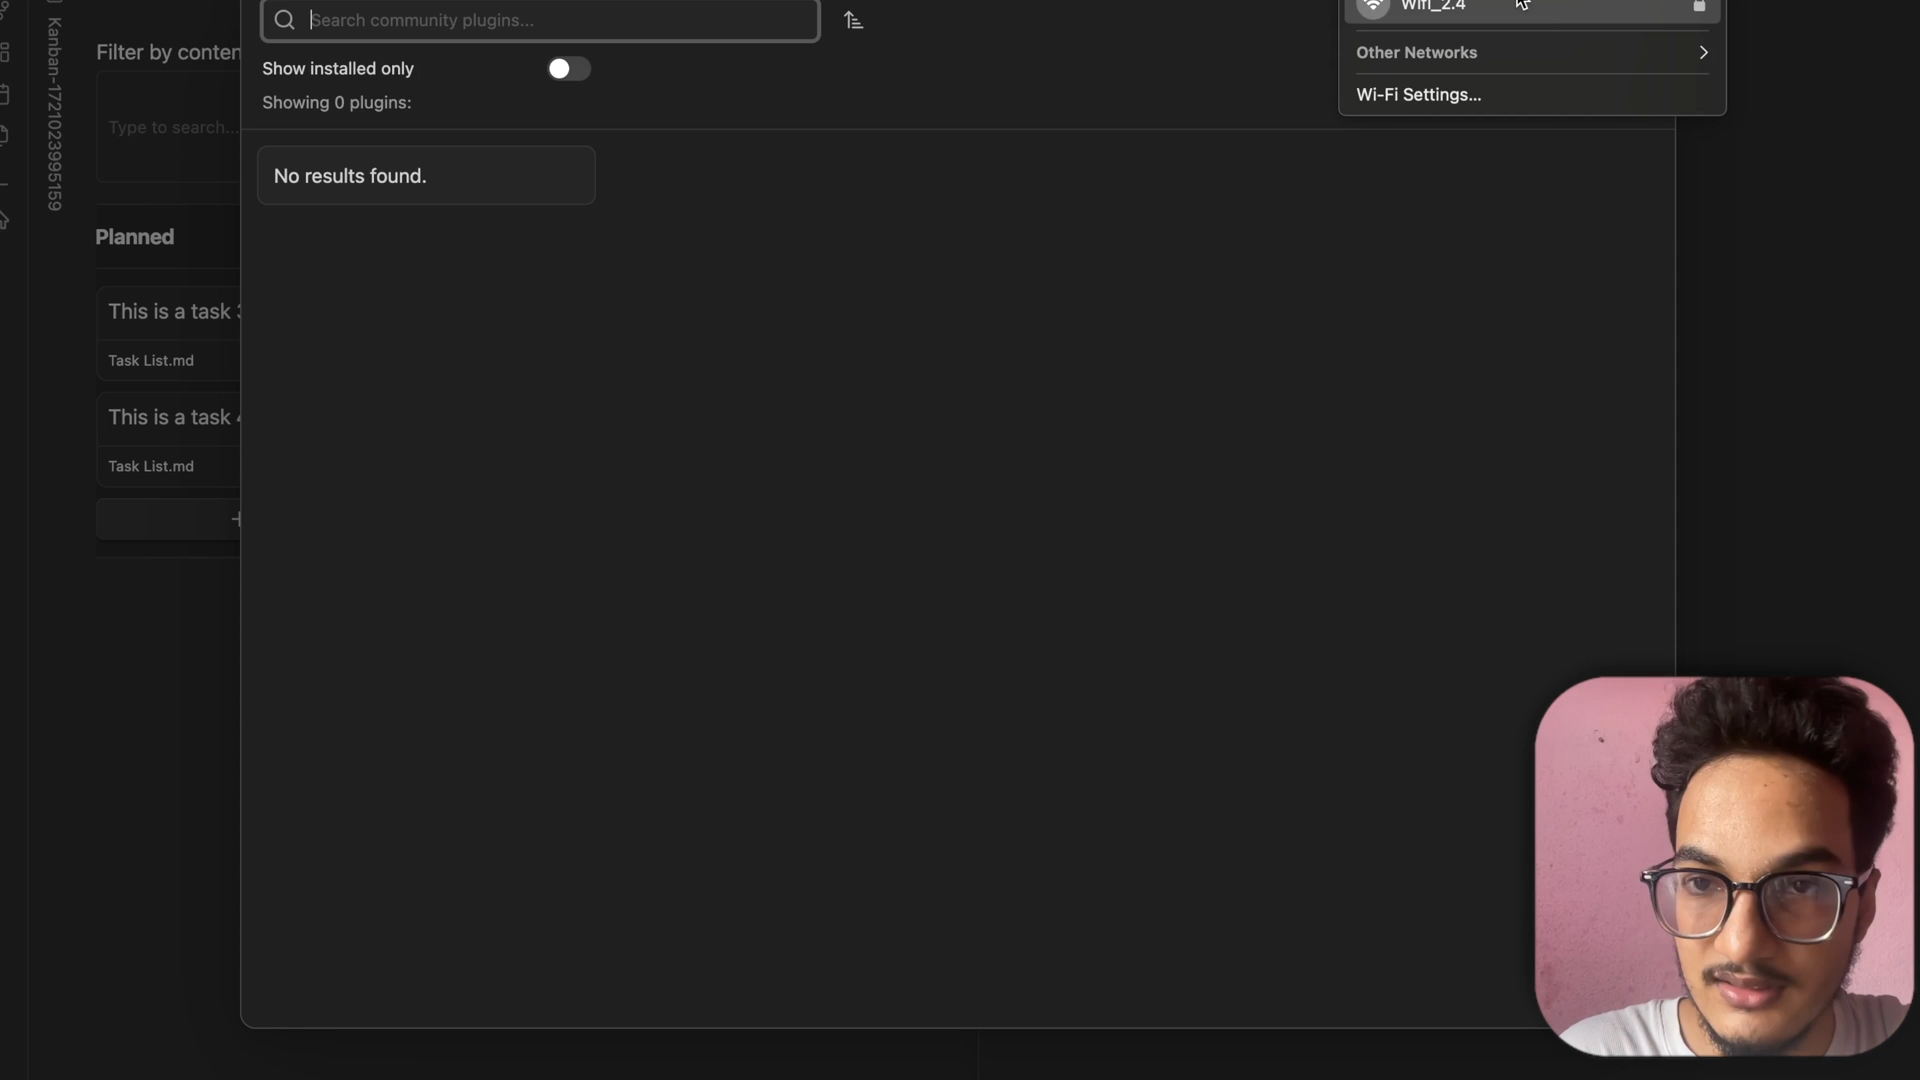 Search community plugins...
Wifi_2.4
Show installed only
Showing 0 plugins:
Other Networks
Wi-Fi Settings...
No results found.
Kanban-1721023995159
Filter by conten
Type to search...
Planned
This is a task 3
Task List.md
This is a task 4
Task List.md